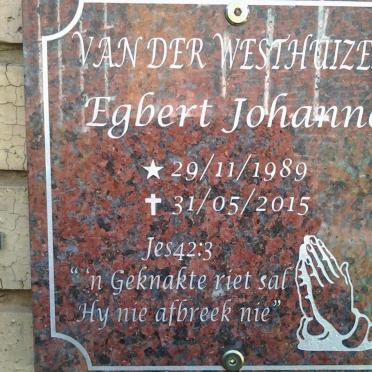 VAN DER WESTHUIZE
Egbert Johanne
★ 29/11/1989
✝ 31/05/2015
Jes42:3
“ 'n Geknakte riet sal
Hy nie afbreek nie”